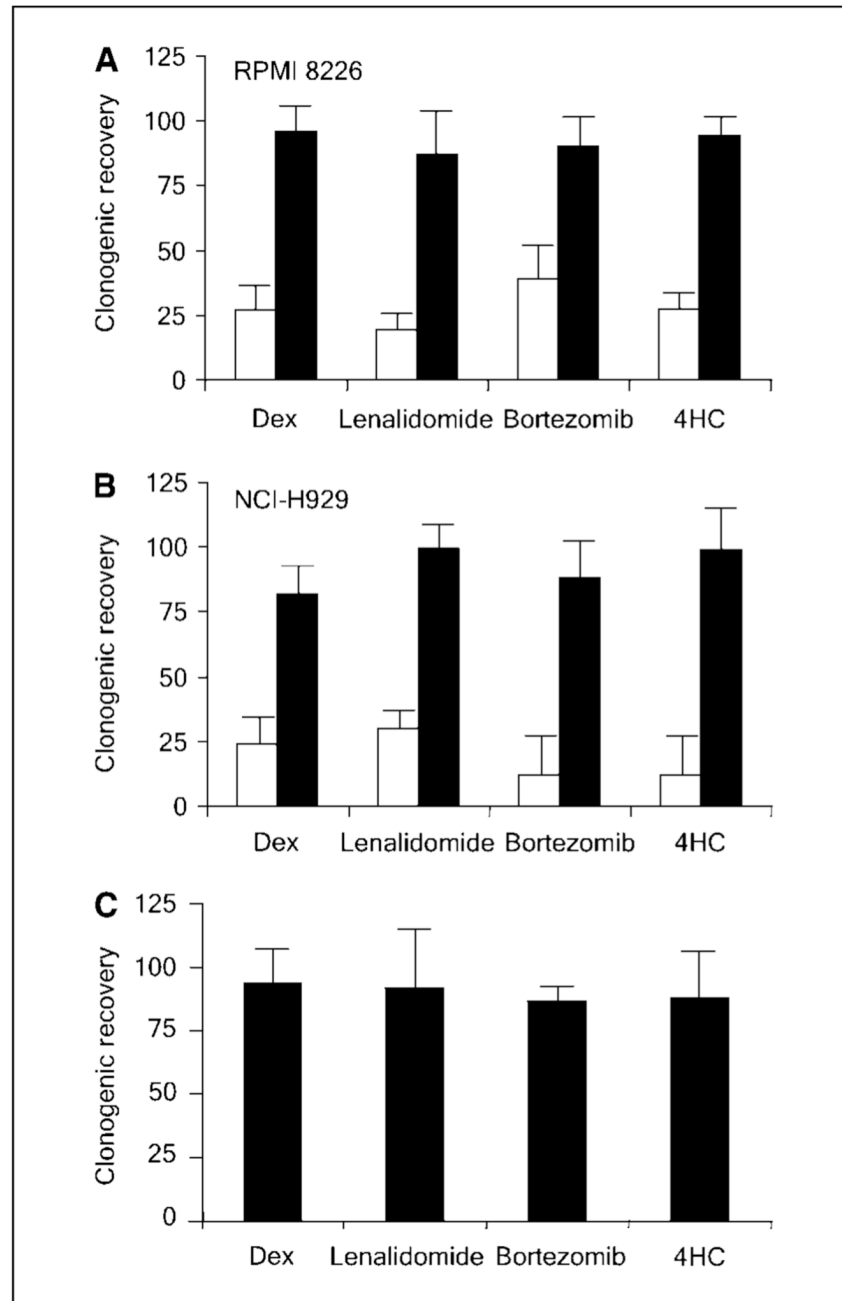 A
RPMI 8226
Clonogenic recovery
125
100
75
50
25
0
Dex Lenalidomide Bortezomib 4HC
B
NCI-H929
Clonogenic recovery
125
100
75
50
25
0
Dex Lenalidomide Bortezomib 4HC
C
Clonogenic recovery
125
100
75
50
25
0
Dex Lenalidomide Bortezomib 4HC